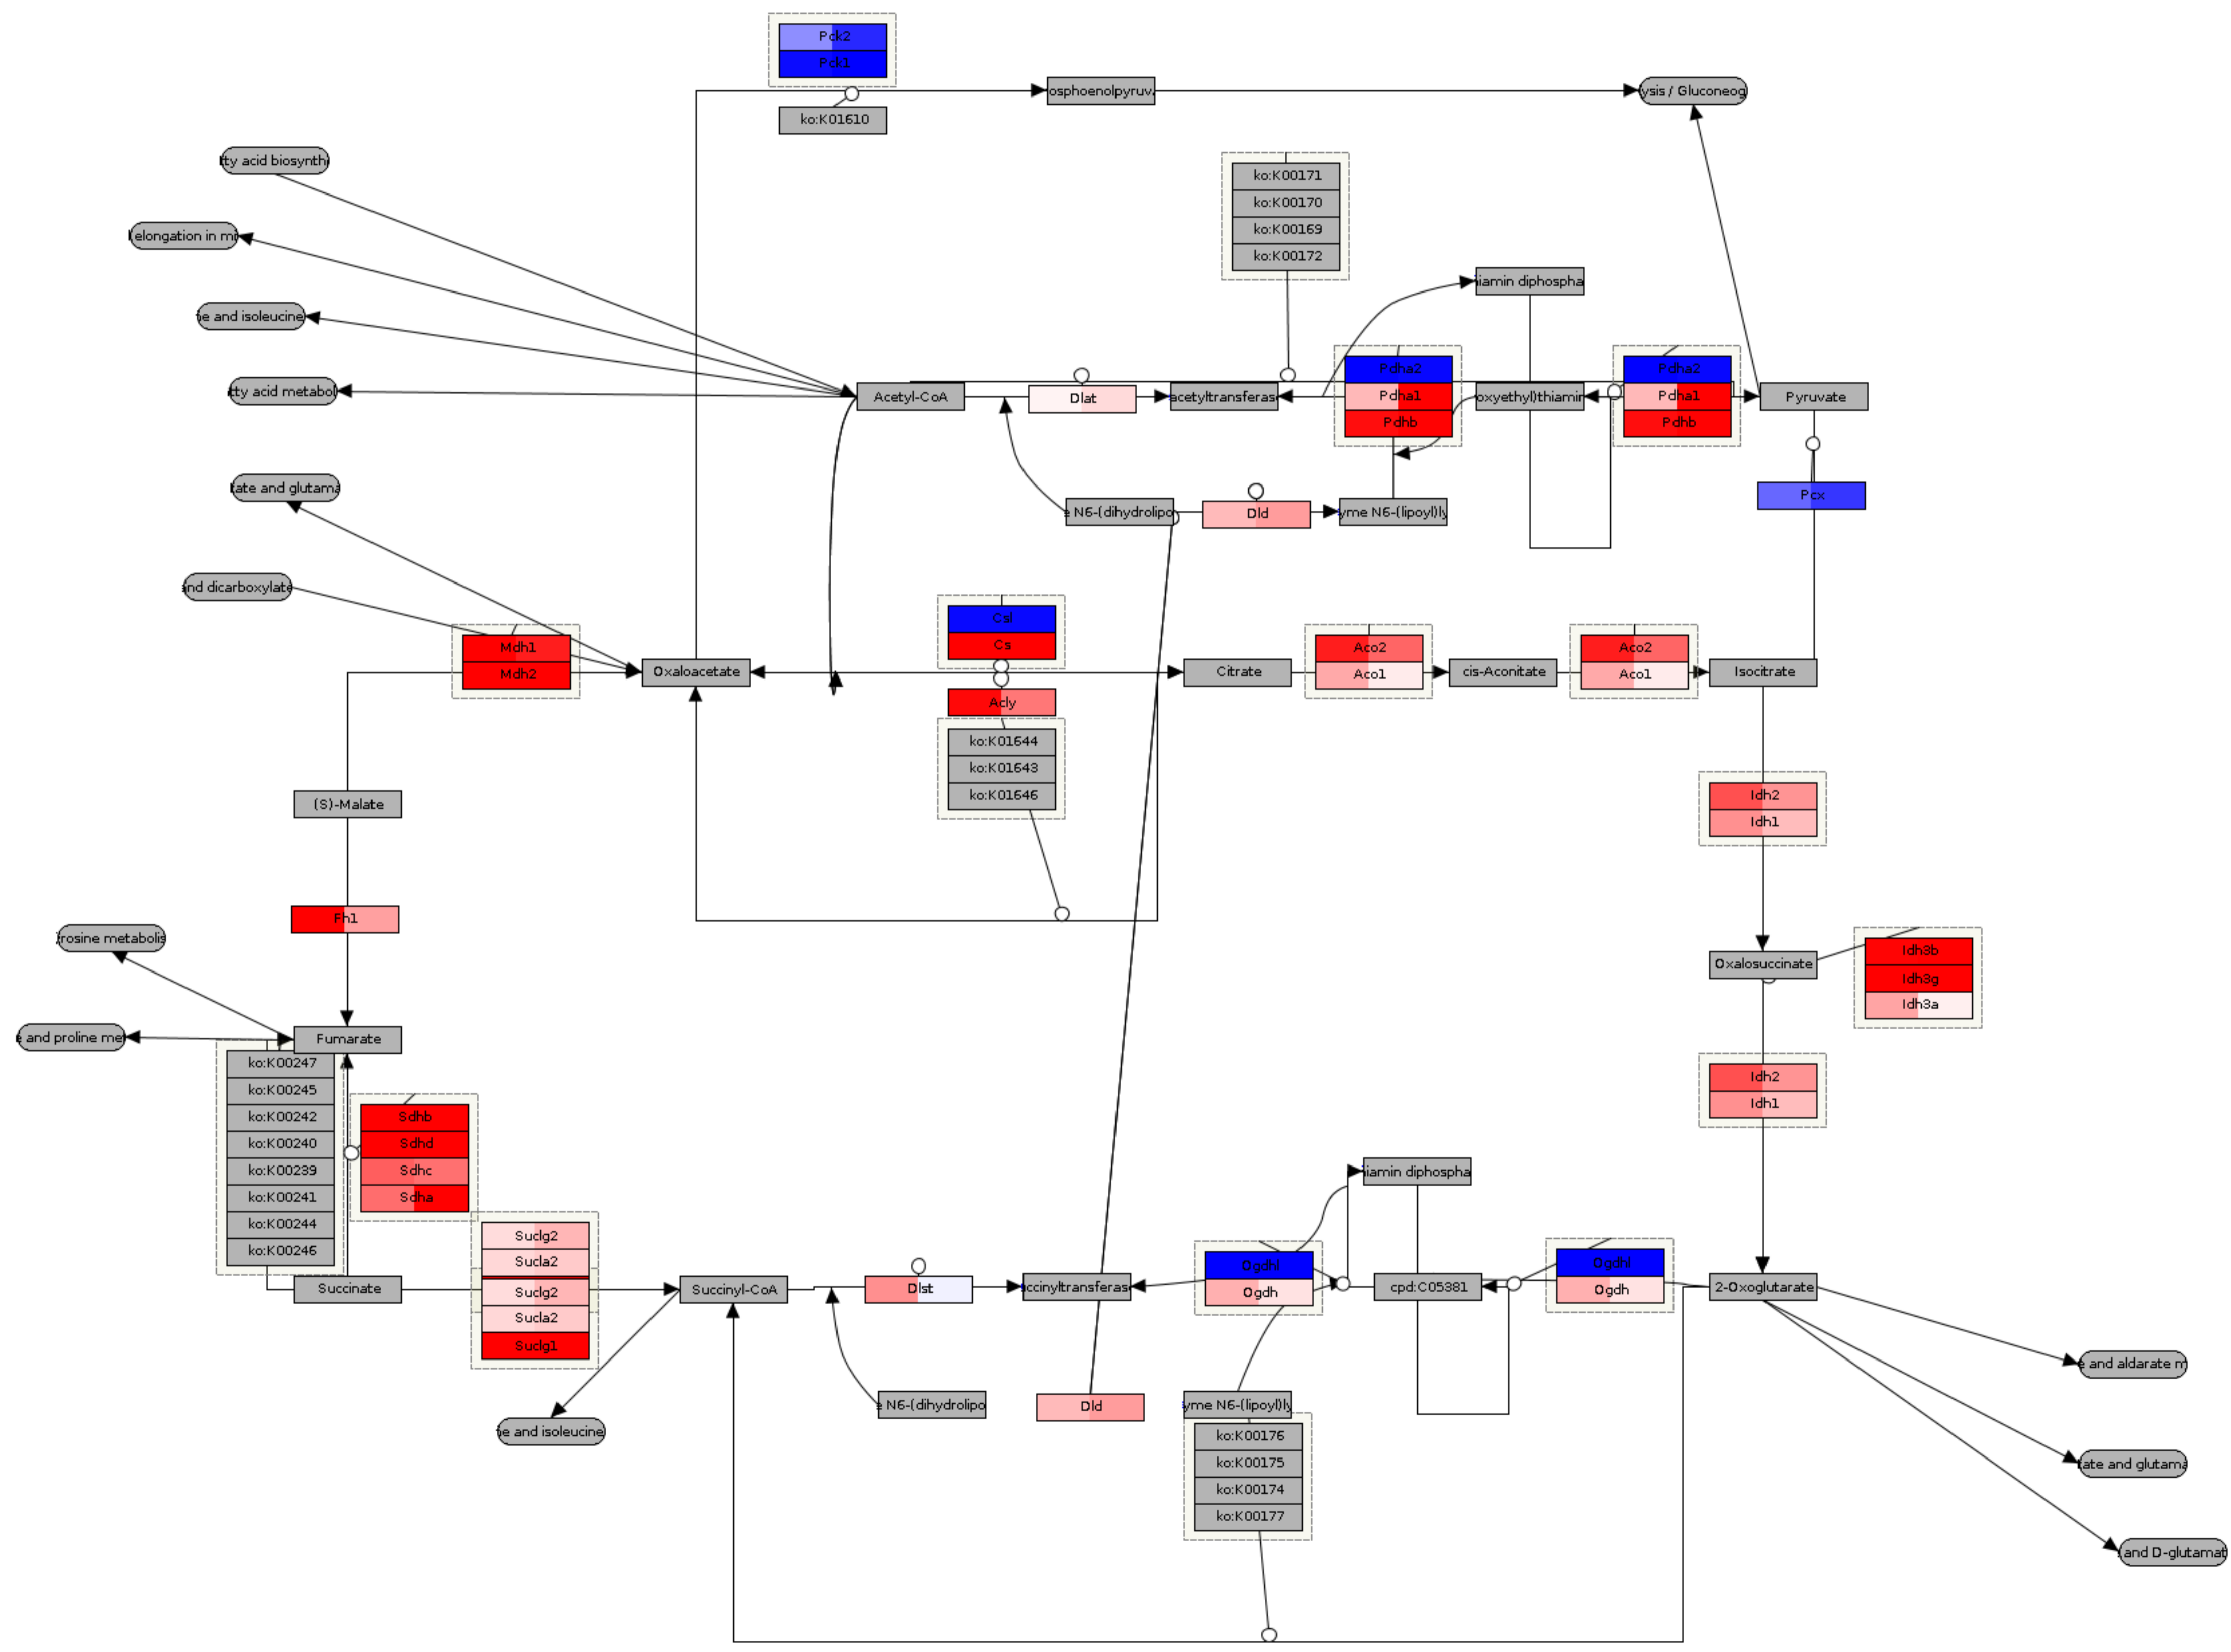 Pck2
Pck1
osphoenolpyruv
ysis / Gluconeog
ko:K01610
tty acid biosynth
ko:K00171
ko:K00170
ko:K00169
ko:K00172
elongation in mi
iamin diphospha
e and isoleucine
Pdha2
Pdha2
tty acid metabol
Acetyl-CoA
Dlat
acetyltransferas
Pdha1
oxyethyl)thiamin
Pdha1
Pyruvate
Pdhb
Pdhb
tate and glutama
Pcx
e N6-(dihydrolipo
Dld
yme N6-(lipoyl)ly
and dicarboxylate
Csl
Mdh1
Cs
Aco2
Aco2
Mdh2
Oxaloacetate
Citrate
Aco1
cis-Aconitate
Aco1
Isocitrate
Acly
ko:K01644
ko:K01643
ko:K01646
(S)-Malate
Idh2
Idh1
Fh1
rosine metabolis
Idh3b
Oxalosuccinate
Idh3g
Idh3a
e and proline met
Fumarate
ko:K00247
ko:K00245
ko:K00242
ko:K00240
ko:K00239
ko:K00241
ko:K00244
ko:K00246
Idh2
Idh1
Sdhb
Sdhd
Sdhc
Sdha
iamin diphospha
Suclg2
Sucla2
Suclg2
Sucla2
Suclg1
Succinate
Succinyl-CoA
Dlst
ccinyltransferas
Ogdhl
Ogdh
cpd:C05381
Ogdhl
Ogdh
2-Oxoglutarate
e and aldarate m
e N6-(dihydrolipo
Dld
yme N6-(lipoyl)ly
e and isoleucine
ko:K00176
ko:K00175
ko:K00174
ko:K00177
tate and glutama
and D-glutamat